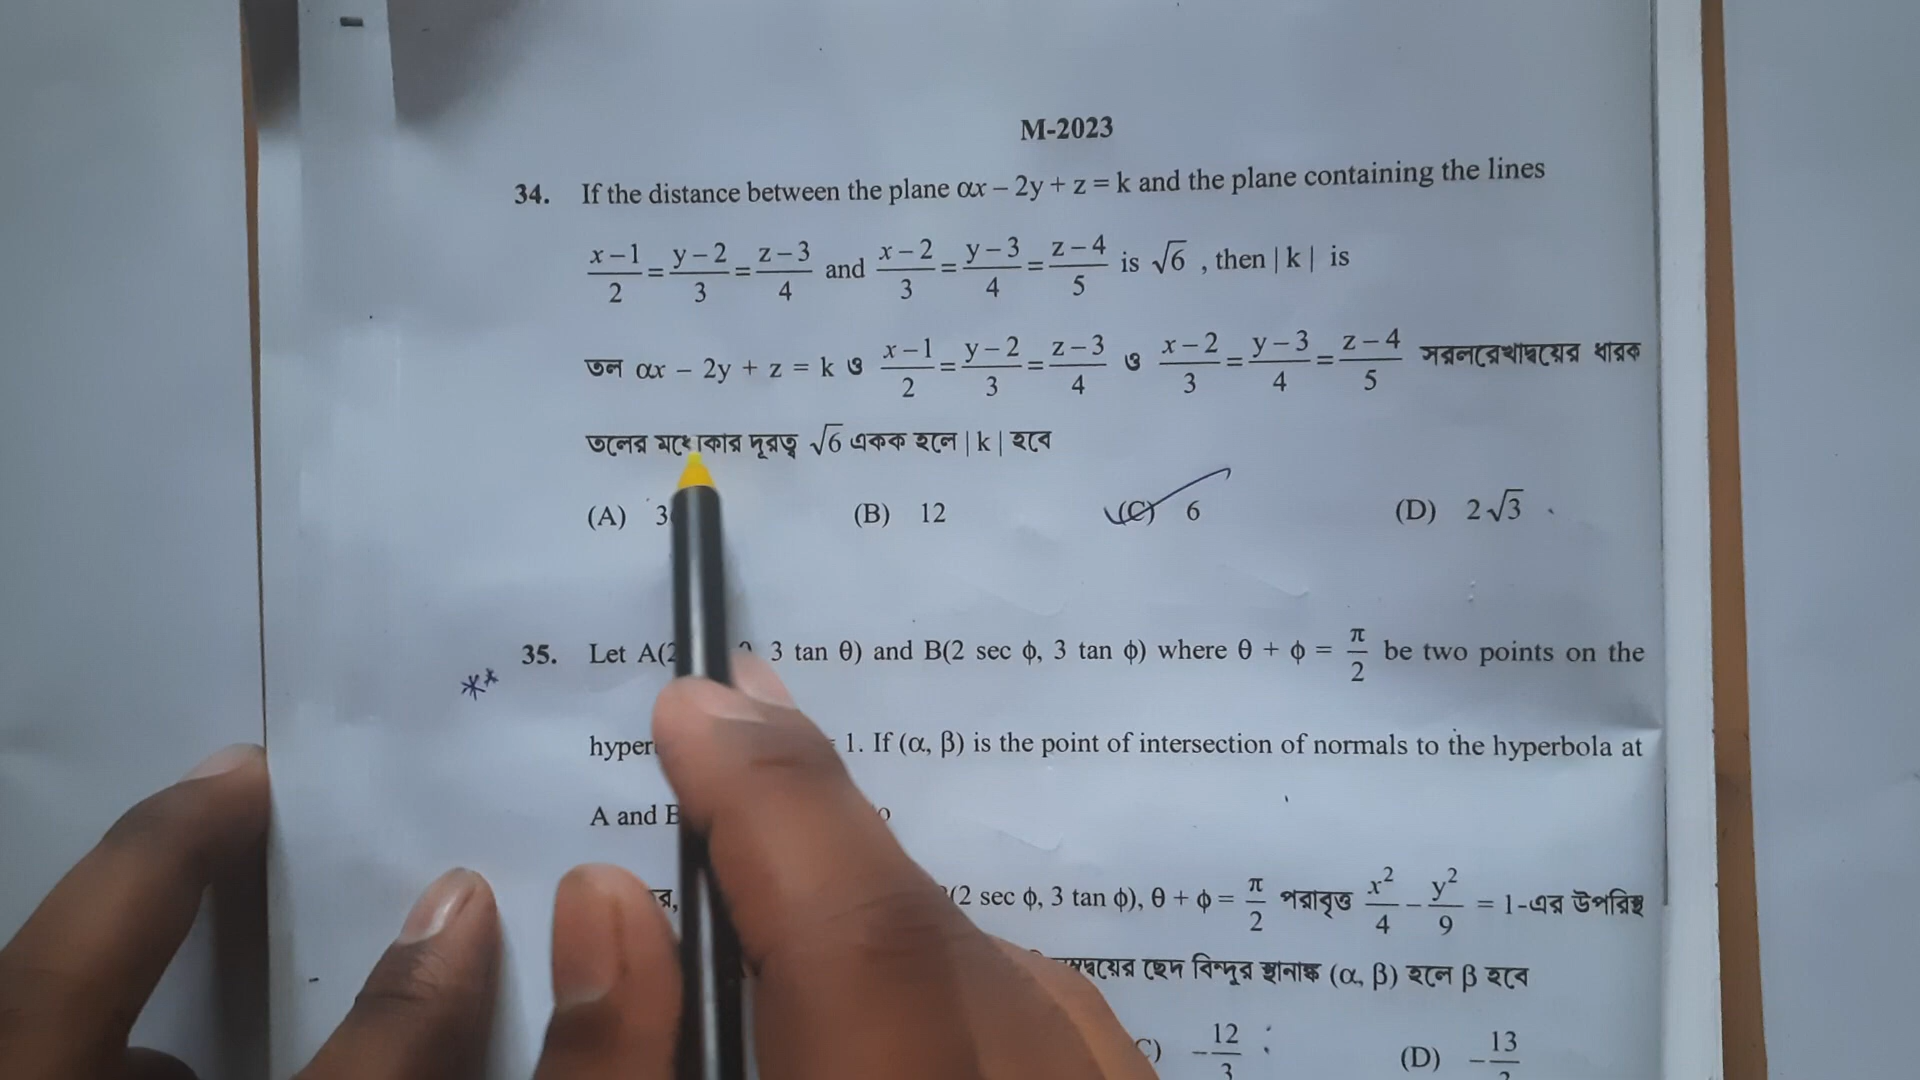 M-2023
34. If the distance between the plane αx – 2y + z = k and the plane containing the lines
x – 1/2 = y – 2/3 = z – 3/4 and x – 2/3 = y – 3/4 = z – 4/5 is √6 , then | k | is
তল αx – 2y + z = k ও x – 1/2 = y – 2/3 = z – 3/4 ও x – 2/3 = y – 3/4 = z – 4/5 সরলরেখাদ্বয়ের ধারক
তলের মধ্যেকার দূরত্ব √6 একক হলে | k | হবে
(A) 3 (B) 12 (C) 6 (D) 2√3
35. Let A(2 3 tan θ) and B(2 sec ϕ, 3 tan ϕ) where θ + ϕ = π/2 be two points on the
** 
1. If (α, β) is the point of intersection of normals to the hyperbola at
A and
(2 sec ϕ, 3 tan ϕ), θ + ϕ = π/2 পরাবৃত্ত x²/4 – y²/9 = 1-এর উপরিস্থ
ছেদ বিন্দুর স্থানাঙ্ক (α, β) হলে β হবে
–12/3 (D) –13